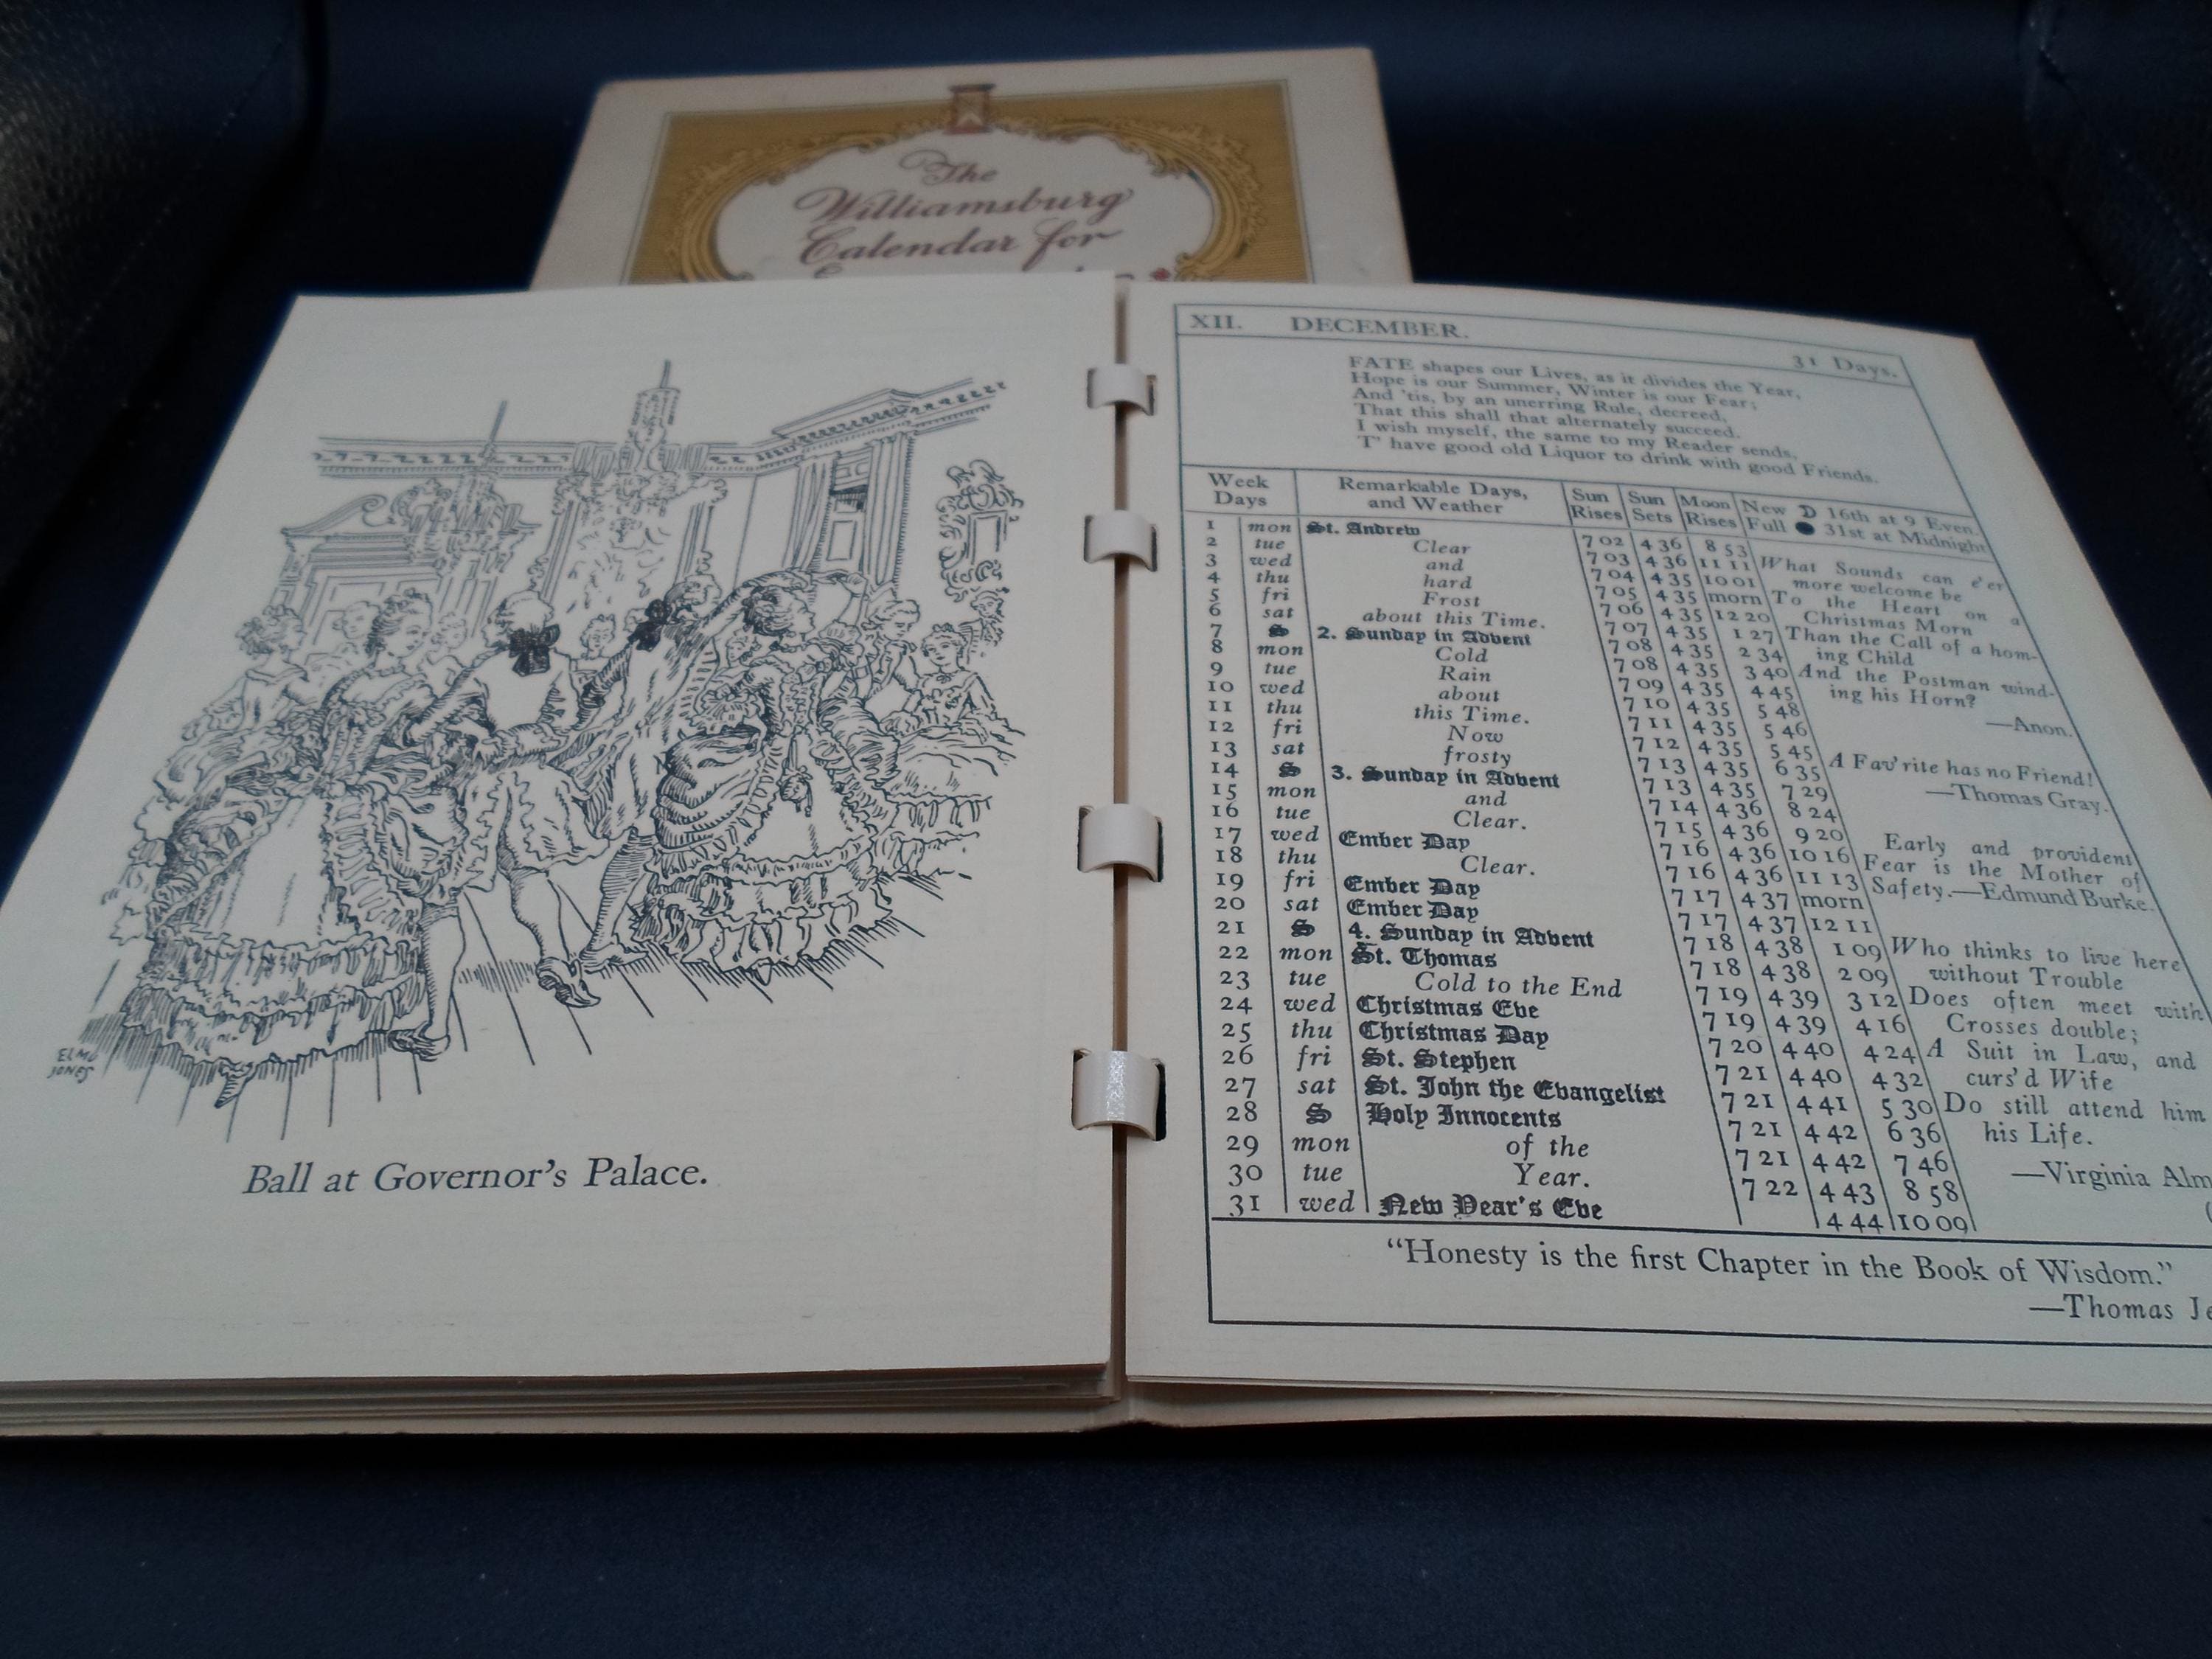 The
Williamsburg
Calendar for
ELMO
JONES
Ball at Governor's Palace.
XII. DECEMBER. 31 Days.
FATE shapes our Lives, as it divides the Year,
Hope is our Summer, Winter is our Fear;
And 'tis, by an unerring Rule, decreed,
That this shall that alternately succeed.
I wish myself, the same to my Reader sends,
T' have good old Liquor to drink with good Friends.
Week Days Remarkable Days, and Weather Sun Rises Sun Sets Moon Rises New 16th at 9 Even. Full 31st at Midnight
1 mon St. Andrew 7 02 4 36 8 53
2 tue Clear 7 03 4 36 11 11
3 wed and 7 04 4 35 10 01
4 thu hard 7 05 4 35 morn
5 fri Frost 7 06 4 35 12 20
6 sat about this Time. 7 07 4 35 1 27
7 S 2. Sunday in Advent 7 08 4 35 2 34
8 mon Cold 7 08 4 35 3 40
9 tue Rain 7 09 4 35 4 45
10 wed about 7 10 4 35 5 48
11 thu this Time. 7 11 4 35 5 46
12 fri Now 7 12 4 35 5 45
13 sat frosty 7 13 4 35 6 35
14 S 3. Sunday in Advent 7 13 4 35 7 29
15 mon and 7 14 4 36 8 24
16 tue Clear. 7 15 4 36 9 20
17 wed Ember Day 7 16 4 36 10 16
18 thu Clear. 7 16 4 36 11 13
19 fri Ember Day 7 17 4 37 morn
20 sat Ember Day 7 17 4 37 12 11
21 S 4. Sunday in Advent 7 18 4 38 1 09
22 mon St. Thomas 7 18 4 38 2 09
23 tue Cold to the End 7 19 4 39 3 12
24 wed Christmas Eve 7 19 4 39 4 16
25 thu Christmas Day 7 20 4 40 4 24
26 fri St. Stephen 7 21 4 40 4 32
27 sat St. John the Evangelist 7 21 4 41 5 30
28 S Holy Innocents 7 21 4 42 6 36
29 mon of the 7 21 4 42 7 46
30 tue Year. 7 22 4 43 8 58
31 wed New Year's Eve 4 44 10 09
What Sounds can e'er
more welcome be
To the Heart on a
Christmas Morn
Than the Call of a hom-
ing Child
And the Postman wind-
ing his Horn?
—Anon.
A Fav'rite has no Friend!
—Thomas Gray.
Early and provident
Fear is the Mother of
Safety.—Edmund Burke.
Who thinks to live here
without Trouble
Does often meet with
Crosses double;
A Suit in Law, and
curs'd Wife
Do still attend him
his Life.
—Virginia Alm
"Honesty is the first Chapter in the Book of Wisdom."
—Thomas Je